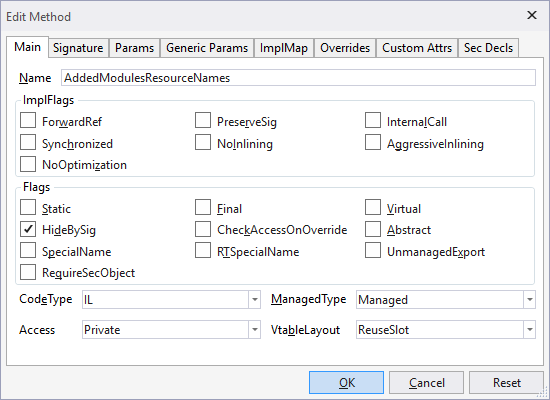 Edit Method
Main Signature Params Generic Params ImplMap Overrides Custom Attrs Sec Decls
Name AddedModulesResourceNames
ImplFlags
ForwardRef PreserveSig InternalCall
Synchronized NoInlining AggressiveInlining
NoOptimization
Flags
Static Final Virtual
HideBySig CheckAccessOnOverride Abstract
SpecialName RTSpecialName UnmanagedExport
RequireSecObject
CodeType IL ManagedType Managed
Access Private VtableLayout ReuseSlot
OK Cancel Reset